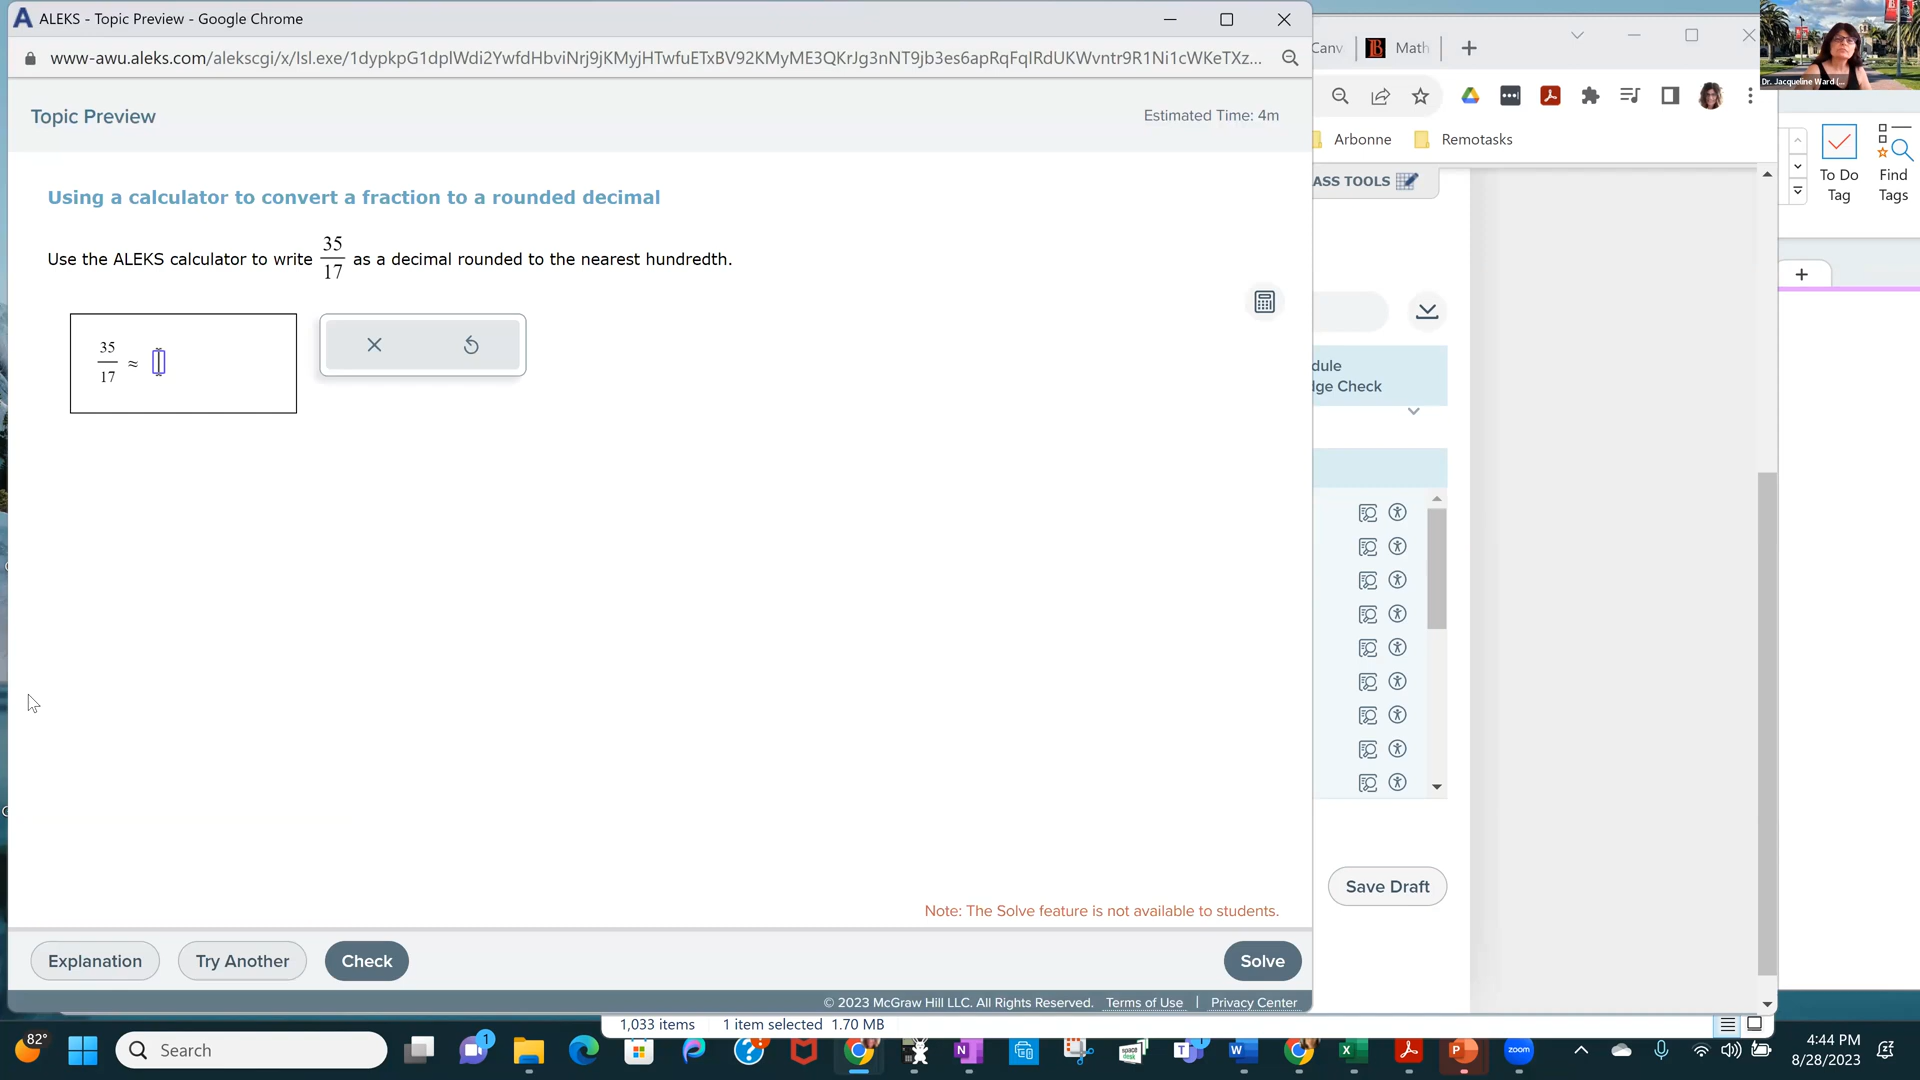 ALEKS - Topic Preview - Google Chrome
www-awu.aleks.com/alekscgi/x/Isl.exe/1dypkpG1dplWdi2YwfdHbviNrj9jKMyjHTwfuETxBV92KMyME3QKrJg3nNT9jb3es6apRqFqIRdUKWvntr9R1Ni1cWKeTXz...
Canv
Math
Dr. Jacqueline Ward (...
Topic Preview
Estimated Time: 4m
Arbonne
Remotasks
To Do
Tag
Find
Tags
ASS TOOLS
Using a calculator to convert a fraction to a rounded decimal
Use the ALEKS calculator to write 35/17 as a decimal rounded to the nearest hundredth.
35/17 ≈
dule
dge Check
Save Draft
Note: The Solve feature is not available to students.
Explanation
Try Another
Check
Solve
© 2023 McGraw Hill LLC. All Rights Reserved. Terms of Use | Privacy Center
1,033 items 1 item selected 1.70 MB
82°
Search
1
zoom
4:44 PM
8/28/2023